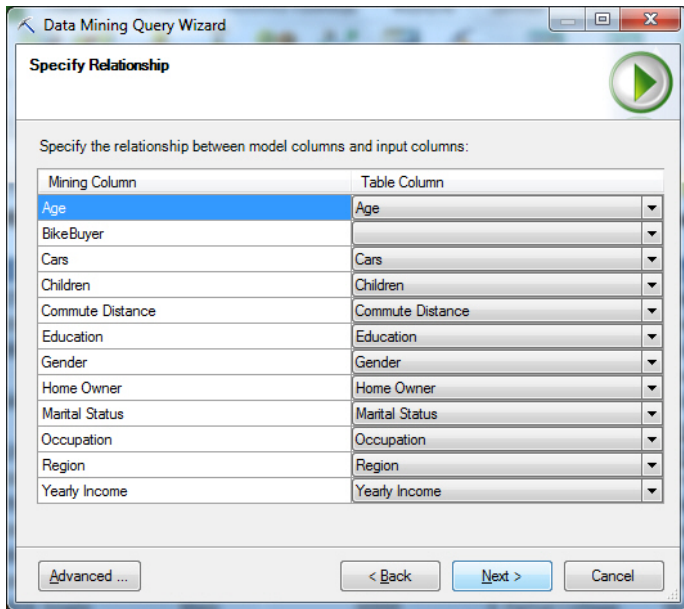 Data Mining Query Wizard
Specify Relationship
Specify the relationship between model columns and input columns:
Mining Column Table Column
Age Age
BikeBuyer
Cars Cars
Children Children
Commute Distance Commute Distance
Education Education
Gender Gender
Home Owner Home Owner
Marital Status Marital Status
Occupation Occupation
Region Region
Yearly Income Yearly Income
Advanced ... < Back Next > Cancel